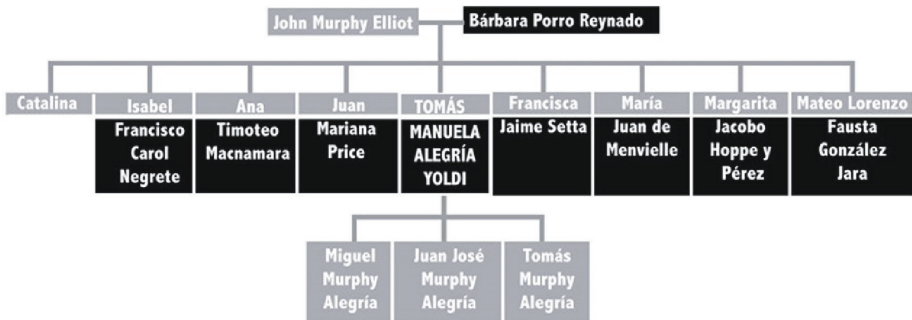 John Murphy Elliot
Bárbara Porro Reynado
Catalina
Isabel
Francisco
Carol
Negrete
Ana
Timoteo
Macnamara
Juan
Mariana
Price
TOMÁS
MANUELA
ALEGRÍA
YOLDI
Francisca
Jaime Setta
María
Juan de
Menvielle
Margarita
Jacobo
Hoppe y
Pérez
Mateo Lorenzo
Fausta
González
Jara
Miguel
Murphy
Alegría
Juan José
Murphy
Alegría
Tomás
Murphy
Alegría